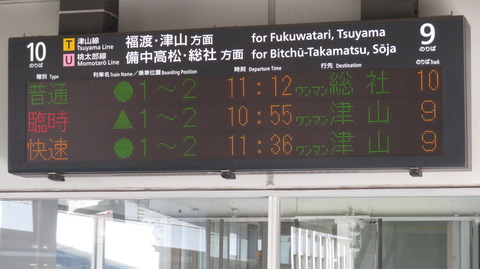 10 のりば T 津山線 Tsuyama Line 福渡・津山 方面 for Fukuwatari, Tsuyama 9 のりば
U 桃太郎線 Momotarō Line 備中高松・総社 方面 for Bitchū-Takamatsu, Sōja
種別 Type 列車名 Train Name／乗車位置 Boarding Position 時刻 Departure Time 行先 Destination のりば Track
普通 ●1～2 11:12 ワンマン 総社 10
臨時 ▲1～2 10:55 ワンマン 津山 9
快速 ●1～2 11:36 ワンマン 津山 9